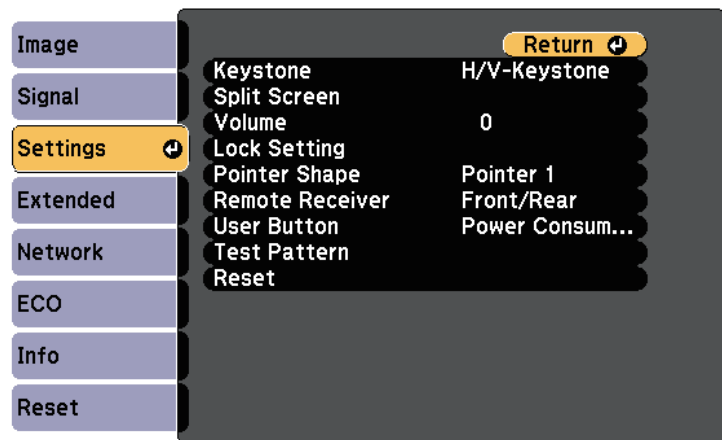 Image
Signal
Settings
Extended
Network
ECO
Info
Reset
Return
Keystone H/V-Keystone
Split Screen
Volume 0
Lock Setting
Pointer Shape Pointer 1
Remote Receiver Front/Rear
User Button Power Consum...
Test Pattern
Reset